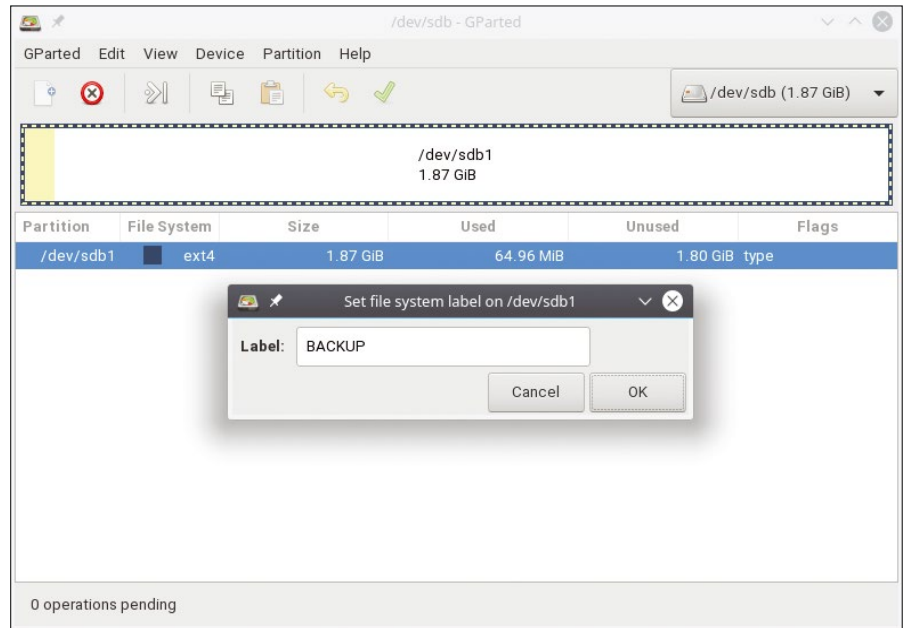 /dev/sdb - GParted
GParted Edit View Device Partition Help
/dev/sdb (1.87 GiB)
/dev/sdb1
1.87 GiB
Partition File System Size Used Unused Flags
/dev/sdb1 ext4 1.87 GiB 64.96 MiB 1.80 GiB type
Set file system label on /dev/sdb1
Label: BACKUP
Cancel OK
0 operations pending